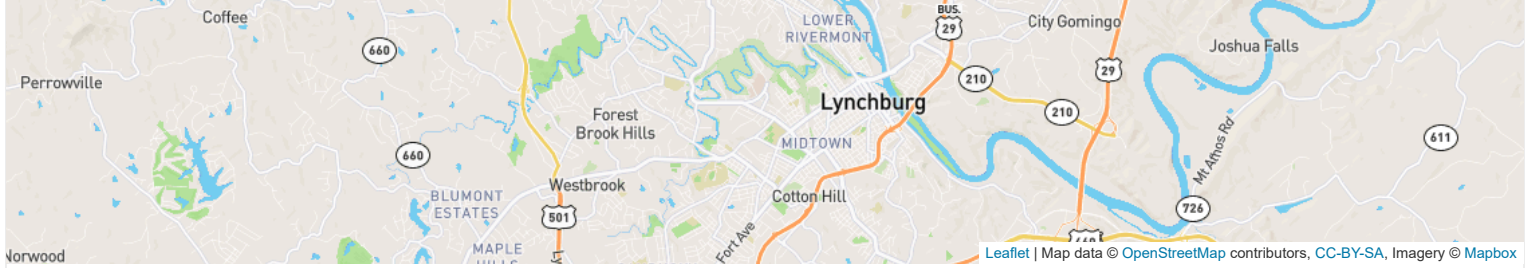 Coffee
LOWER
RIVERMONT
BUS.
29
City Gomingo
Joshua Falls
660
Perrowville
29
210
210
Lynchburg
Forest
Brook Hills
611
MIDTOWN
660
Mt Athos Rd
Westbrook
BLUMONT
ESTATES
Cotton Hill
726
501
Fort Ave
MAPLE
Norwood
Leaflet | Map data © OpenStreetMap contributors, CC-BY-SA, Imagery © Mapbox